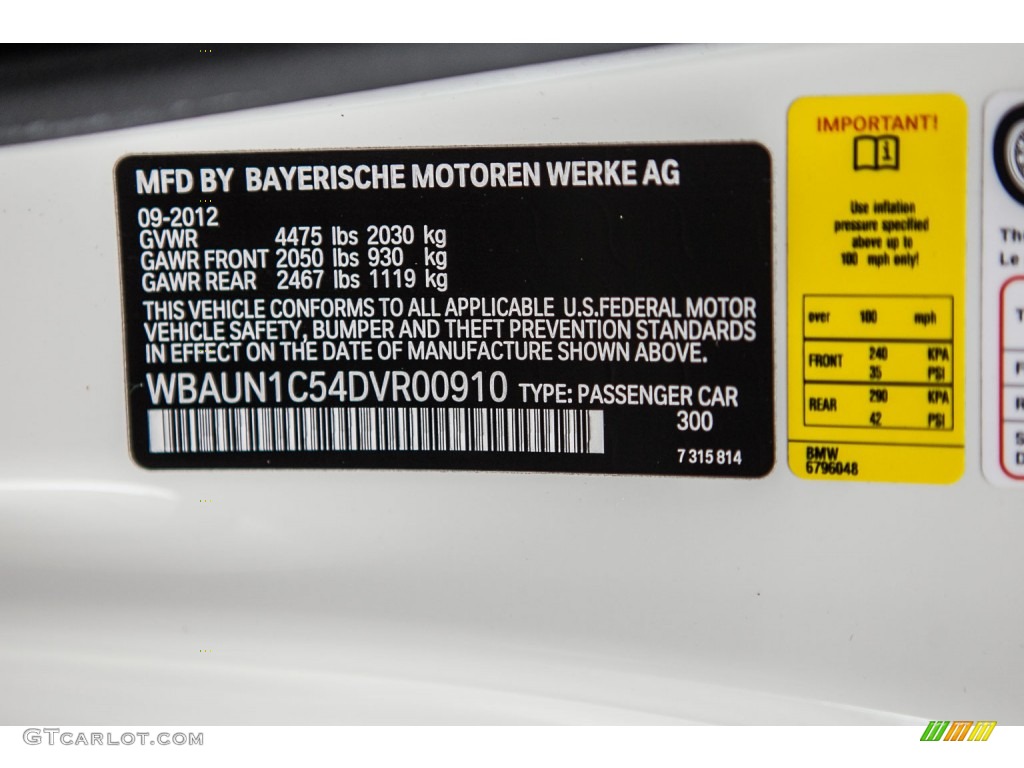 MFD BY BAYERISCHE MOTOREN WERKE AG
09-2012
GVWR 4475 lbs 2030 kg
GAWR FRONT 2050 lbs 930 kg
GAWR REAR 2467 lbs 1119 kg
THIS VEHICLE CONFORMS TO ALL APPLICABLE U.S.FEDERAL MOTOR
VEHICLE SAFETY, BUMPER AND THEFT PREVENTION STANDARDS
IN EFFECT ON THE DATE OF MANUFACTURE SHOWN ABOVE.
WBAUN1C54DVR00910 TYPE: PASSENGER CAR
300
7 315 814
IMPORTANT!
i
Use inflation
pressure specified
above up to
100 mph only!
over 100 mph
FRONT 240 KPA
35 PSI
REAR 290 KPA
42 PSI
BMW
6796048
Le
GTCARLOT.COM